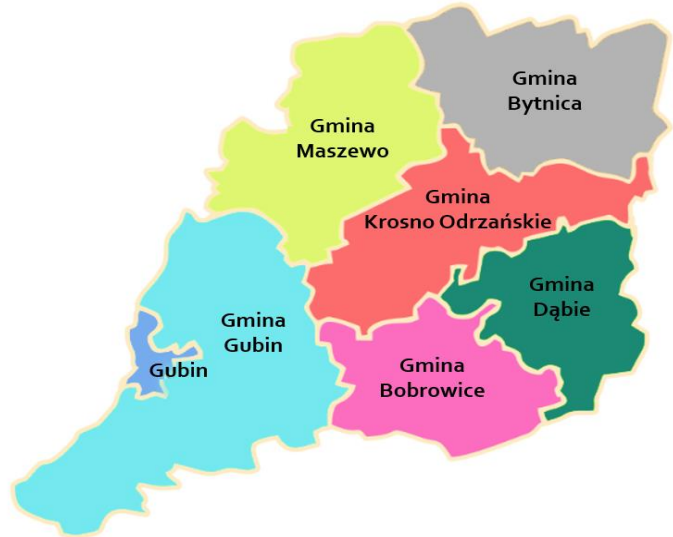 Gmina
Bytnica
Gmina
Maszewo
Gmina
Krosno Odrzańskie
Gmina
Dąbie
Gmina
Gubin
Gubin
Gmina
Bobrowice